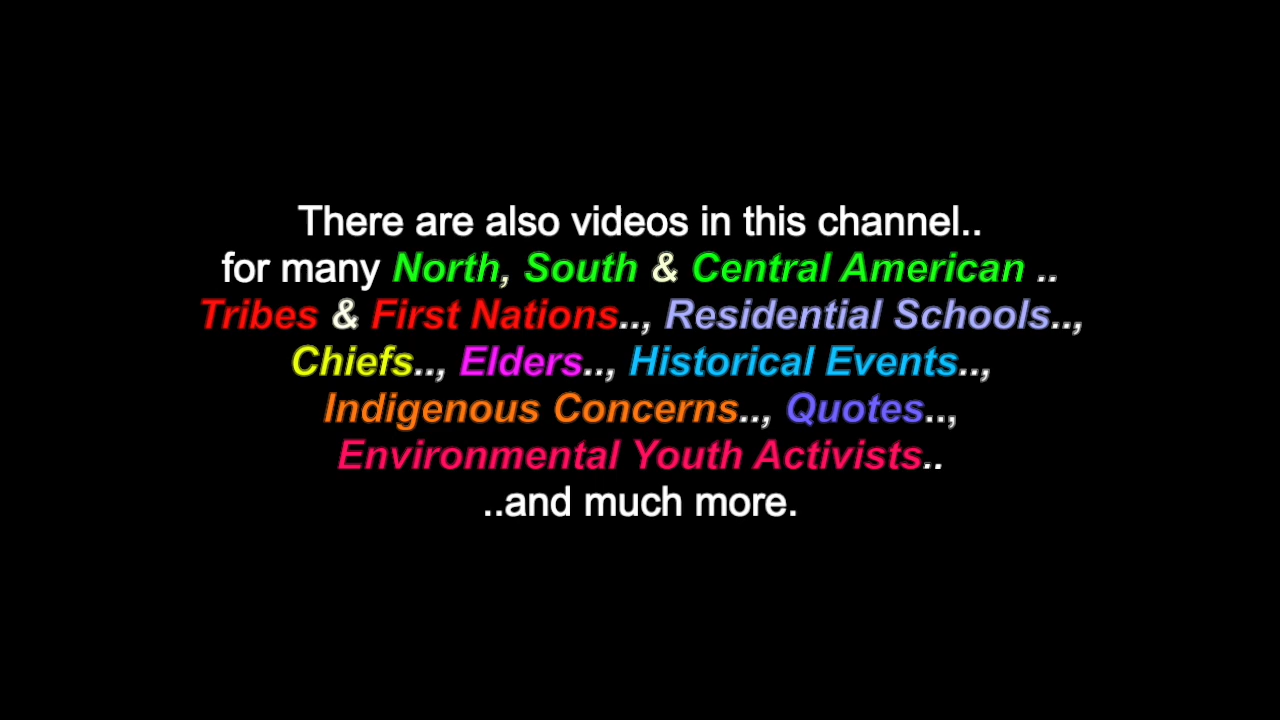 There are also videos in this channel..
for many North, South & Central American ..
Tribes & First Nations.., Residential Schools..,
Chiefs.., Elders.., Historical Events..,
Indigenous Concerns.., Quotes..,
Environmental Youth Activists..
..and much more.